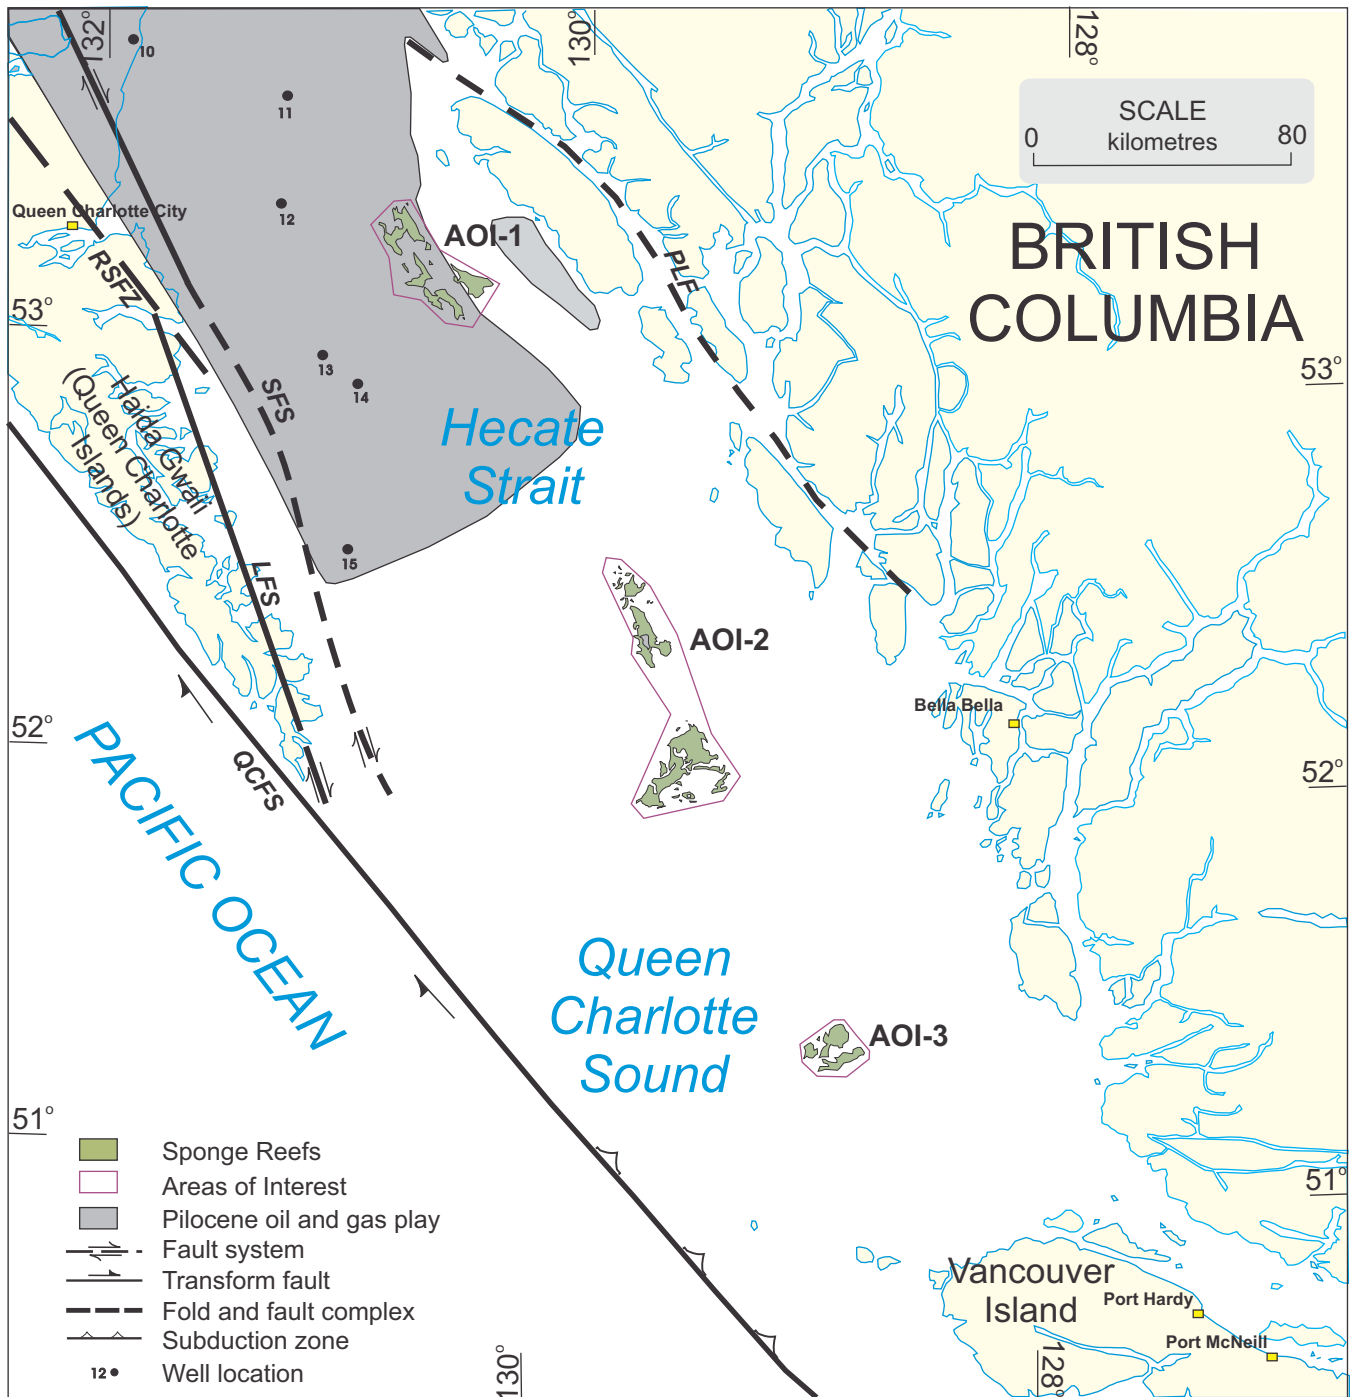 132°
130°
128°
10
11
12
13
14
15
SCALE
kilometres
0
80
BRITISH
COLUMBIA
Queen Charlotte City
AOI-1
RSFZ
PLF
53°
53°
SFS
Haida Gwaii
(Queen Charlotte
Islands)
Hecate
Strait
LFS
AOI-2
Bella Bella
52°
52°
QCFS
PACIFIC OCEAN
Queen
Charlotte
Sound
AOI-3
51°
51°
Sponge Reefs
Areas of Interest
Pilocene oil and gas play
Fault system
Transform fault
Fold and fault complex
Subduction zone
12 Well location
Vancouver
Island
Port Hardy
Port McNeill
130°
128°